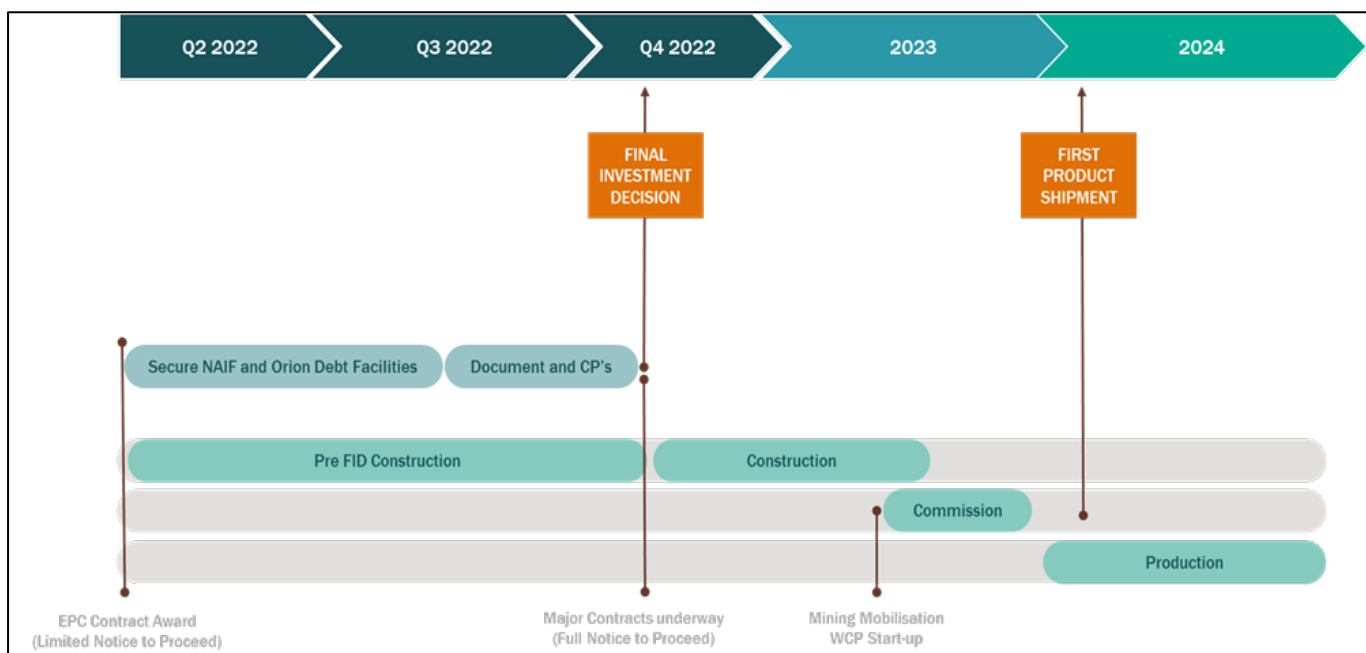 Q2 2022
Q3 2022
Q4 2022
2023
2024
FINAL
INVESTMENT
DECISION
FIRST
PRODUCT
SHIPMENT
Secure NAIF and Orion Debt Facilities
Document and CP's
Pre FID Construction
Construction
Commission
Production
EPC Contract Award
(Limited Notice to Proceed)
Major Contracts underway
(Full Notice to Proceed)
Mining Mobilisation
WCP Start-up